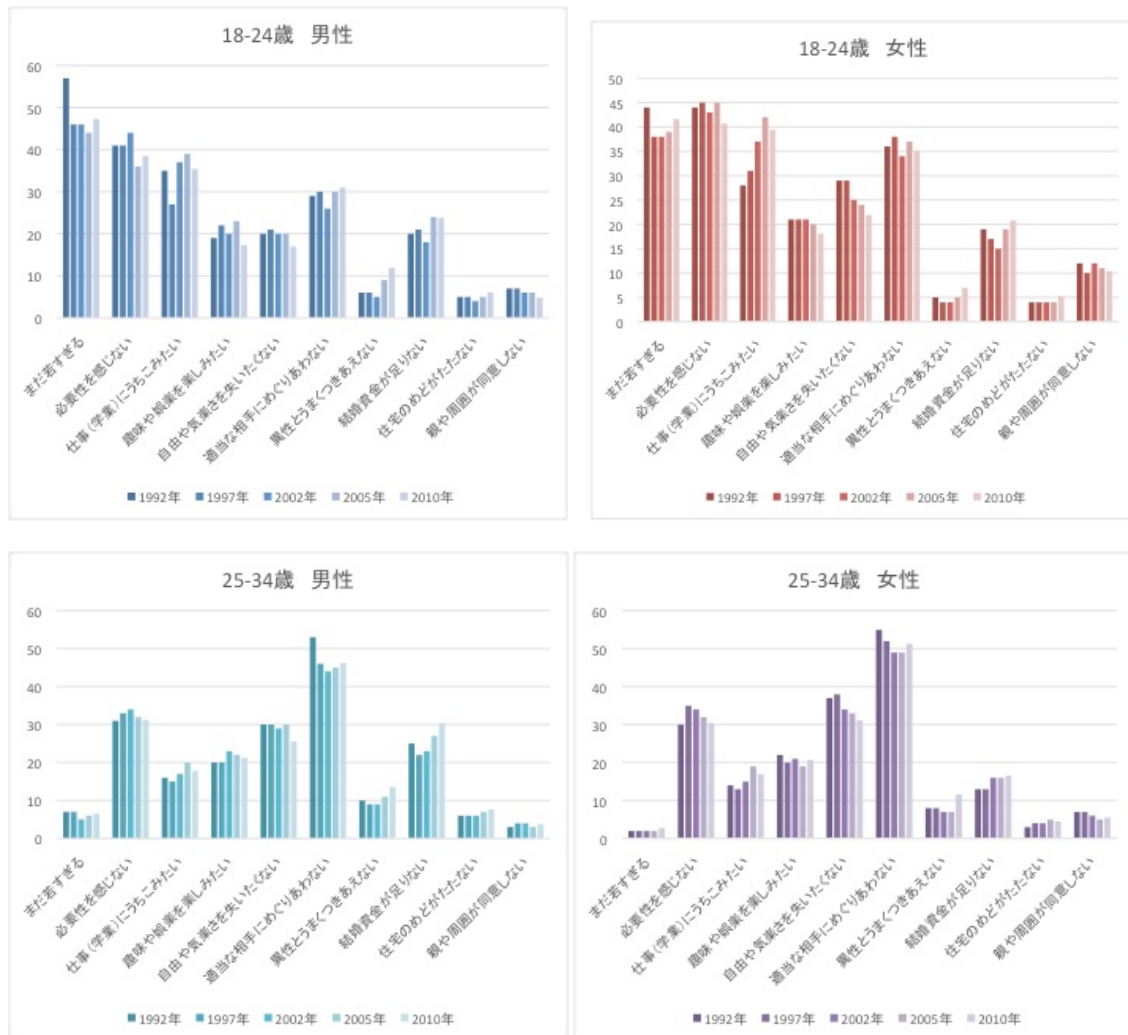 18-24歳 男性
60
50
40
30
20
10
0
まだ若すぎる
必要性を感じない
仕事(学業)にうちこみたい
趣味や娯楽を楽しみたい
自由や気楽さを失いたくない
適当な相手にめぐりあわない
異性とうまくつきあえない
結婚資金が足りない
住宅のめどがたたない
親や周囲が同意しない
1992年 1997年 2002年 2005年 2010年
18-24歳 女性
50
45
40
35
30
25
20
15
10
5
0
まだ若すぎる
必要性を感じない
仕事(学業)にうちこみたい
趣味や娯楽を楽しみたい
自由や気楽さを失いたくない
適当な相手にめぐりあわない
異性とうまくつきあえない
結婚資金が足りない
住宅のめどがたたない
親や周囲が同意しない
1992年 1997年 2002年 2005年 2010年
25-34歳 男性
60
50
40
30
20
10
0
まだ若すぎる
必要性を感じない
仕事(学業)にうちこみたい
趣味や娯楽を楽しみたい
自由や気楽さを失いたくない
適当な相手にめぐりあわない
異性とうまくつきあえない
結婚資金が足りない
住宅のめどがたたない
親や周囲が同意しない
1992年 1997年 2002年 2005年 2010年
25-34歳 女性
60
50
40
30
20
10
0
まだ若すぎる
必要性を感じない
仕事(学業)にうちこみたい
趣味や娯楽を楽しみたい
自由や気楽さを失いたくない
適当な相手にめぐりあわない
異性とうまくつきあえない
結婚資金が足りない
住宅のめどがたたない
親や周囲が同意しない
1992年 1997年 2002年 2005年 2010年